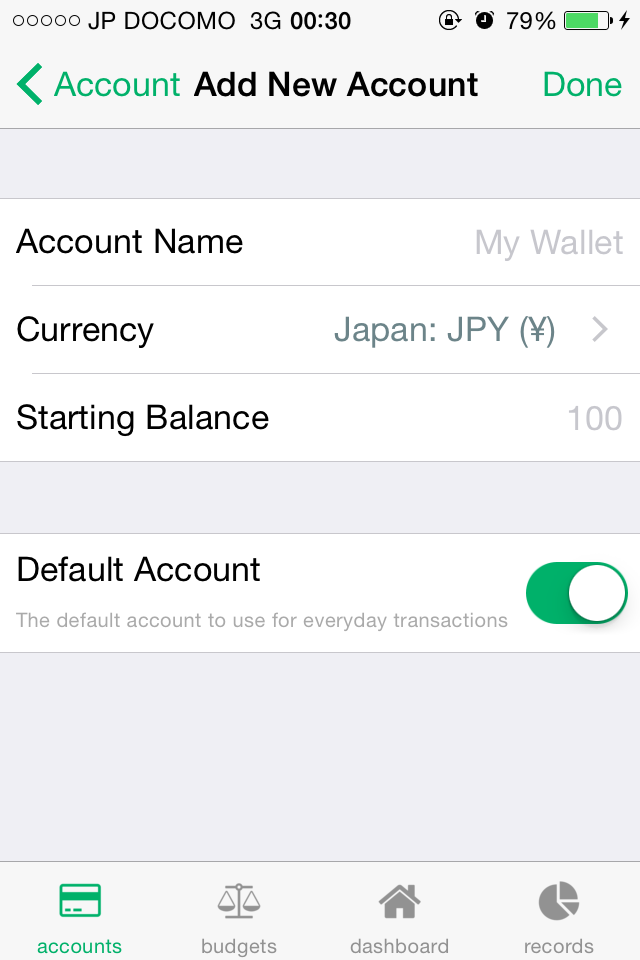 JP DOCOMO 3G 00:30 79%
Account Add New Account Done
Account Name My Wallet
Currency Japan: JPY (¥)
Starting Balance 100
Default Account
The default account to use for everyday transactions
accounts budgets dashboard records